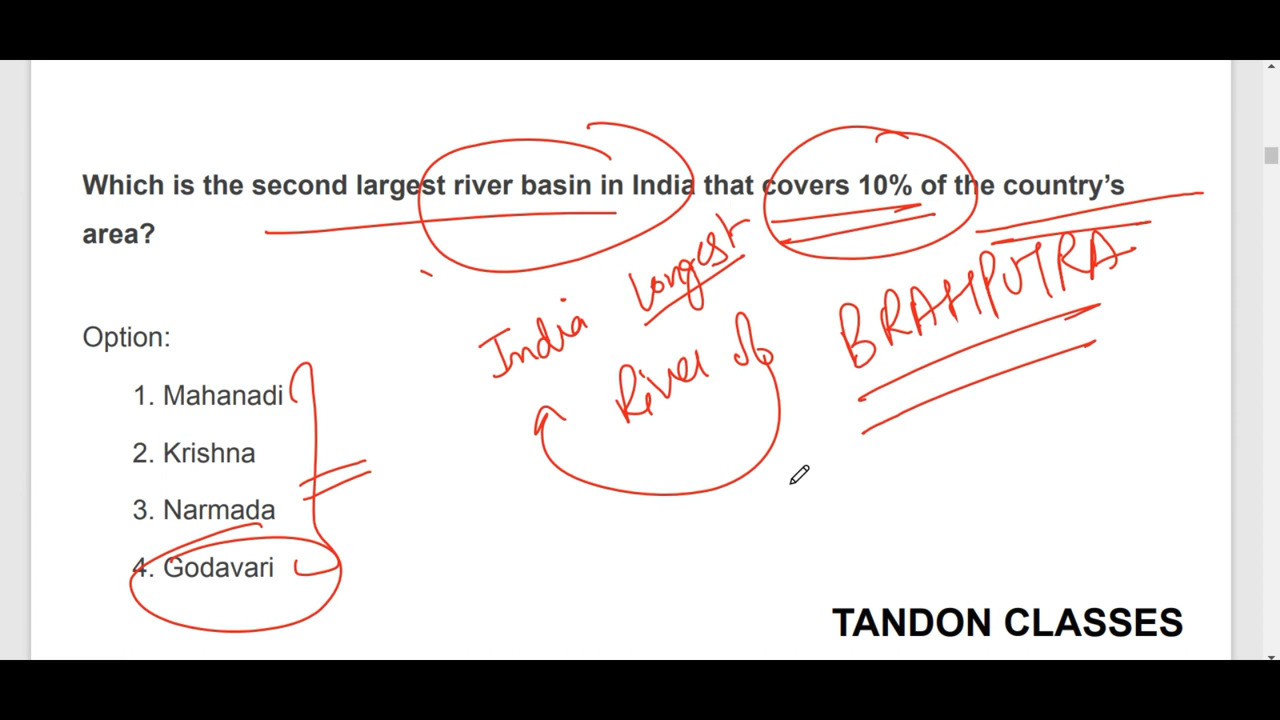 Which is the second largest river basin in India that covers 10% of the country's
area?
India Longest
River
BRAHPUTRA
Option:
1. Mahanadi
2. Krishna
3. Narmada
4. Godavari
TANDON CLASSES